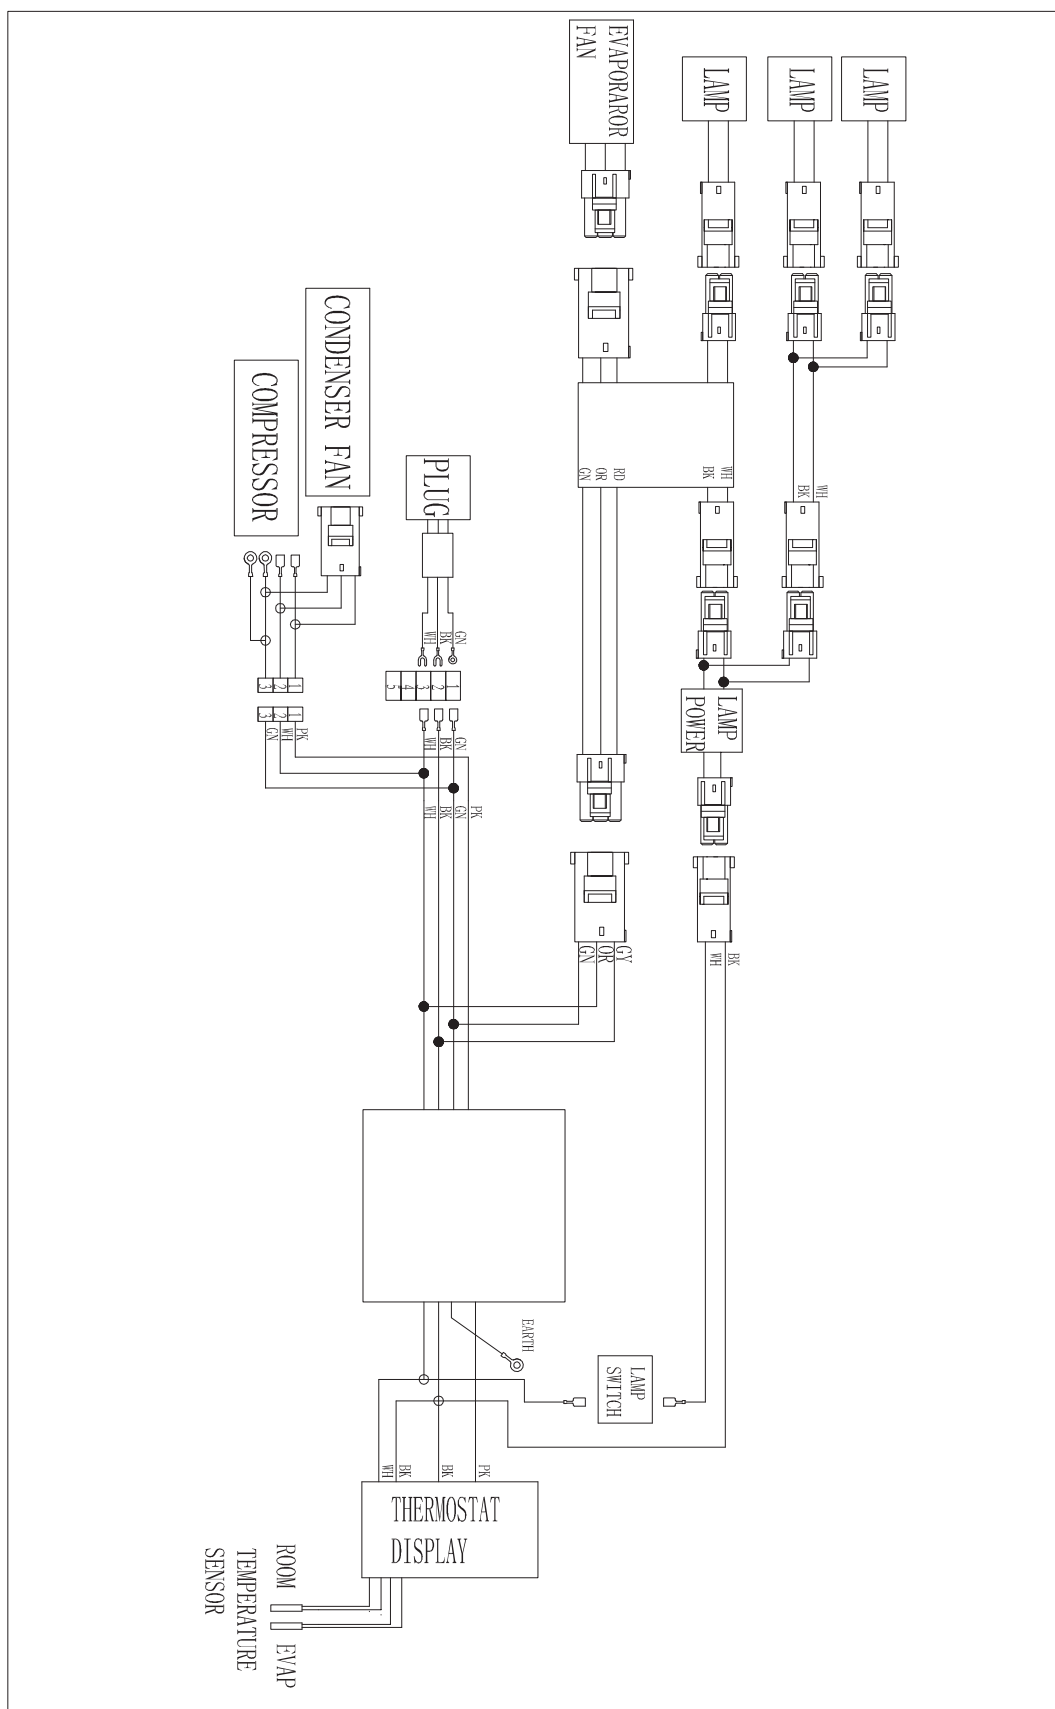 EVAPORAROR
FAN
LAMP
LAMP
LAMP
CONDENSER FAN
COMPRESSOR
PLUG
GN
OR
RD
BK
WH
BK
WH
WH
BK
GN
5
4
3
2
1
3
2
1
3
2
1
GN
WH
PK
WH
BK
GN
WH
BK
GN
PK
LAMP
POWER
GN
OR
GY
WH
BK
EARTH
LAMP
SWITCH
WH
BK
BK
PK
THERMOSTAT
DISPLAY
ROOM
EVAP
TEMPERATURE
SENSOR